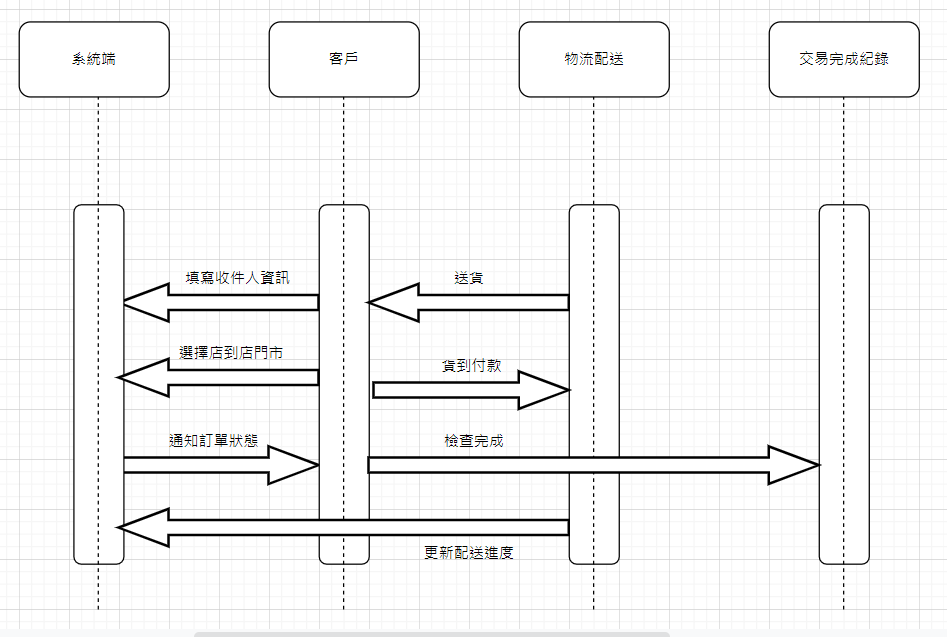 系統端
客戶
物流配送
交易完成紀錄
填寫收件人資訊
送貨
選擇店到店門市
貨到付款
通知訂單狀態
檢查完成
更新配送進度